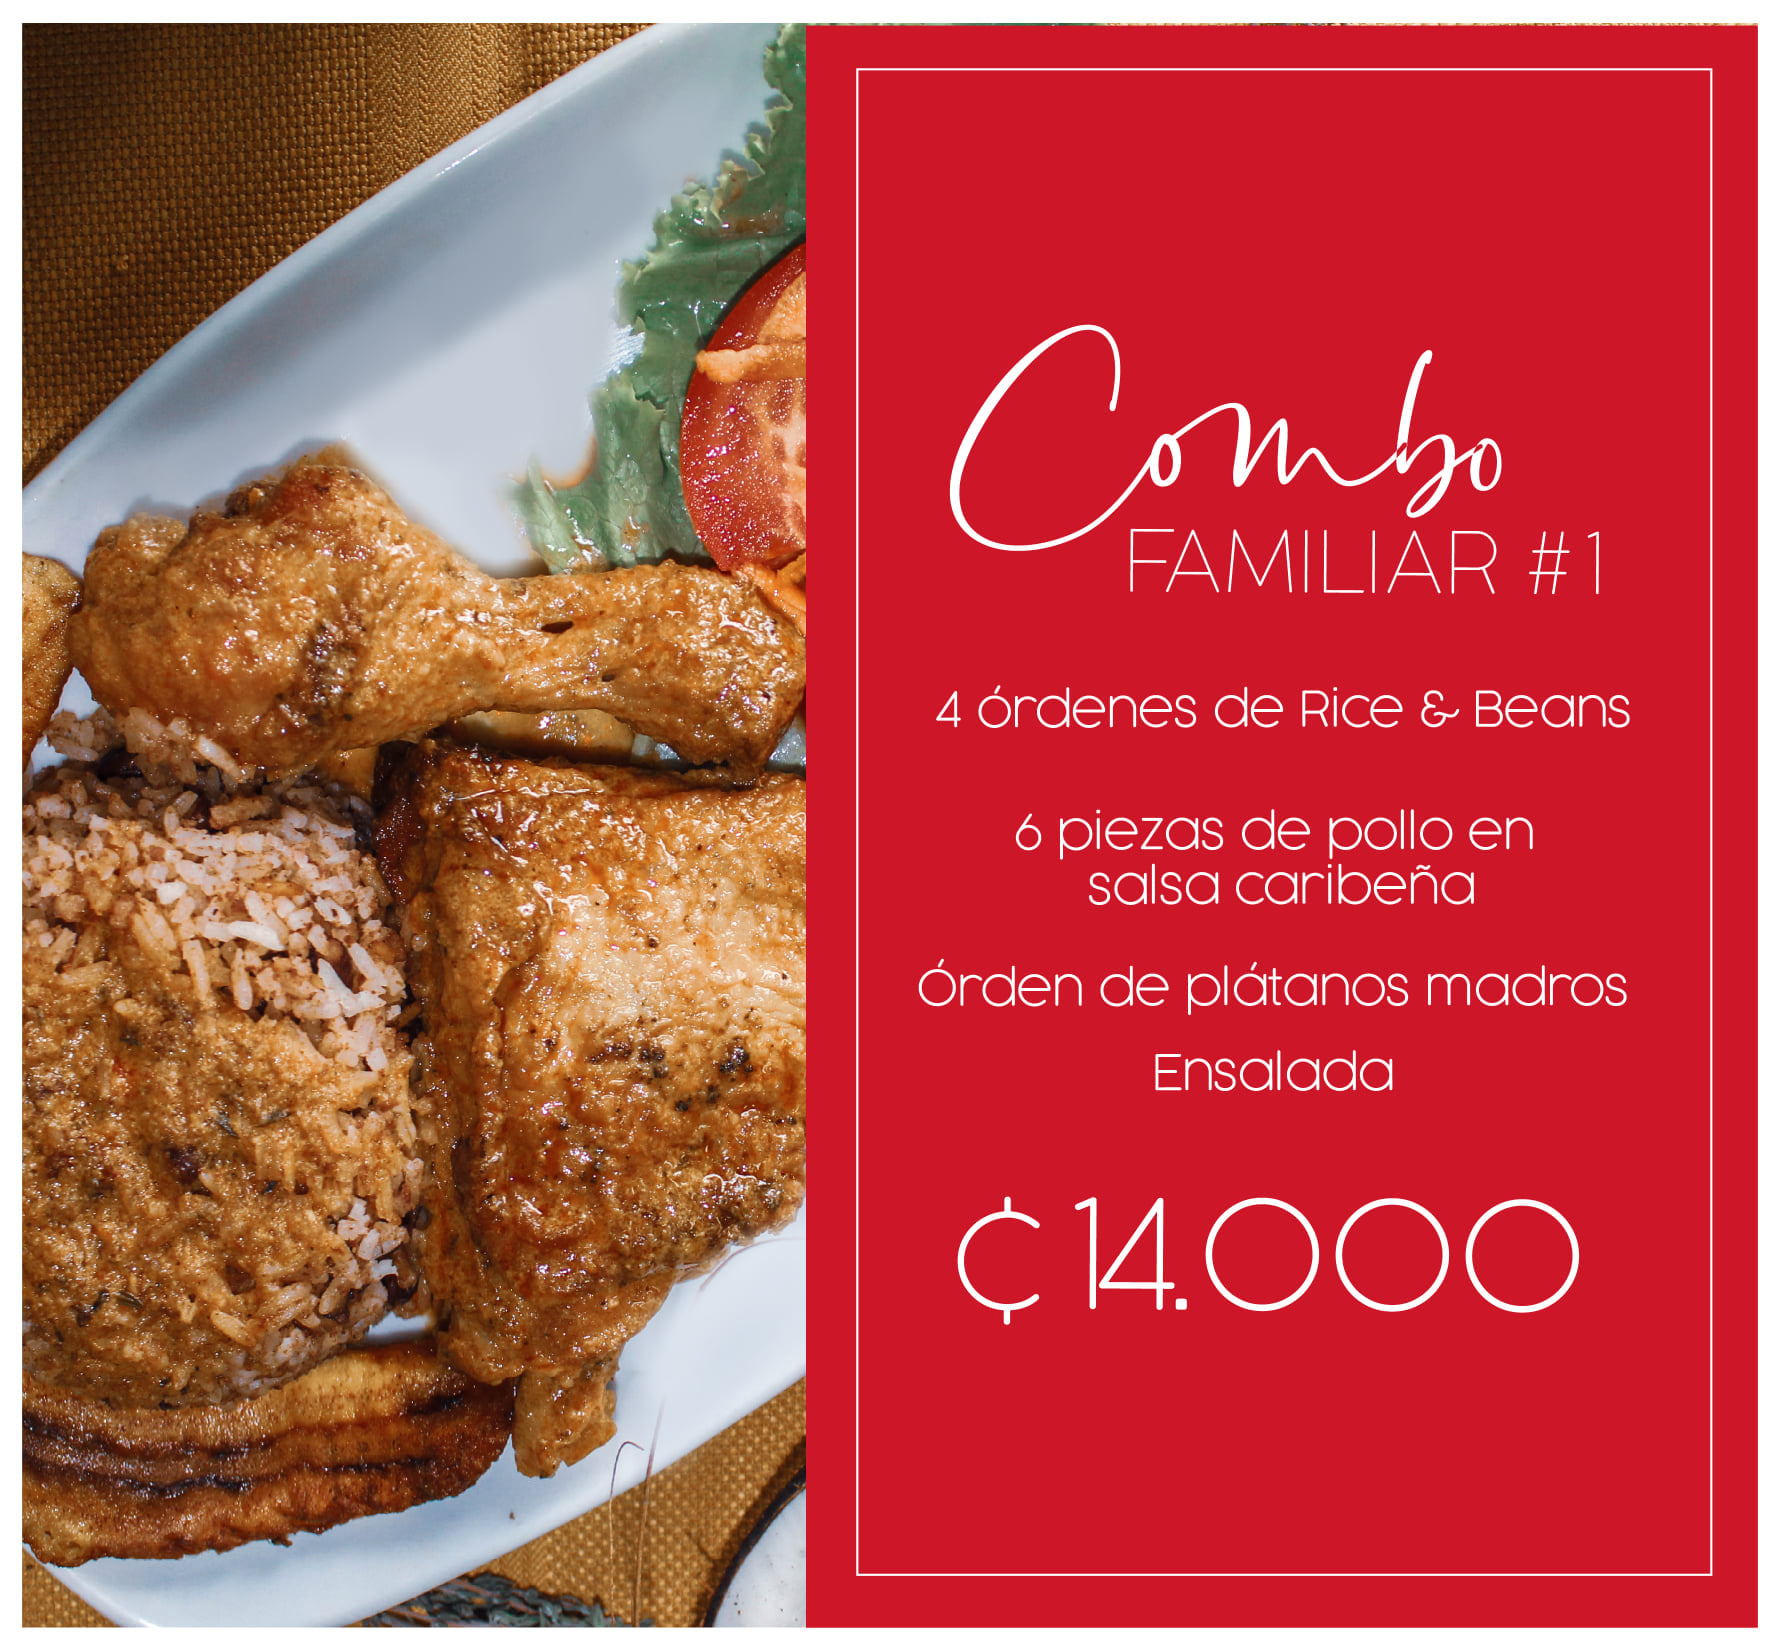 Combo
FAMILIAR #1
4 órdenes de Rice & Beans
6 piezas de pollo en
salsa caribeña
Órden de plátanos madros
Ensalada
₵ 14.000